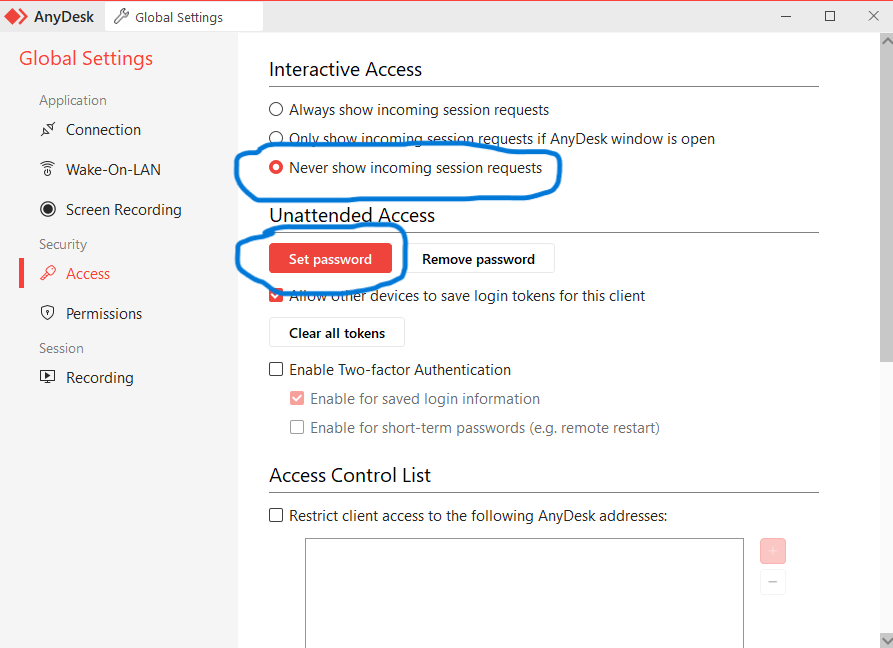 AnyDesk
Global Settings
Global Settings
Application
Connection
Wake-On-LAN
Screen Recording
Security
Access
Permissions
Session
Recording
Interactive Access
Always show incoming session requests
Only show incoming session requests if AnyDesk window is open
Never show incoming session requests
Unattended Access
Set password
Remove password
Allow other devices to save login tokens for this client
Clear all tokens
Enable Two-factor Authentication
Enable for saved login information
Enable for short-term passwords (e.g. remote restart)
Access Control List
Restrict client access to the following AnyDesk addresses: